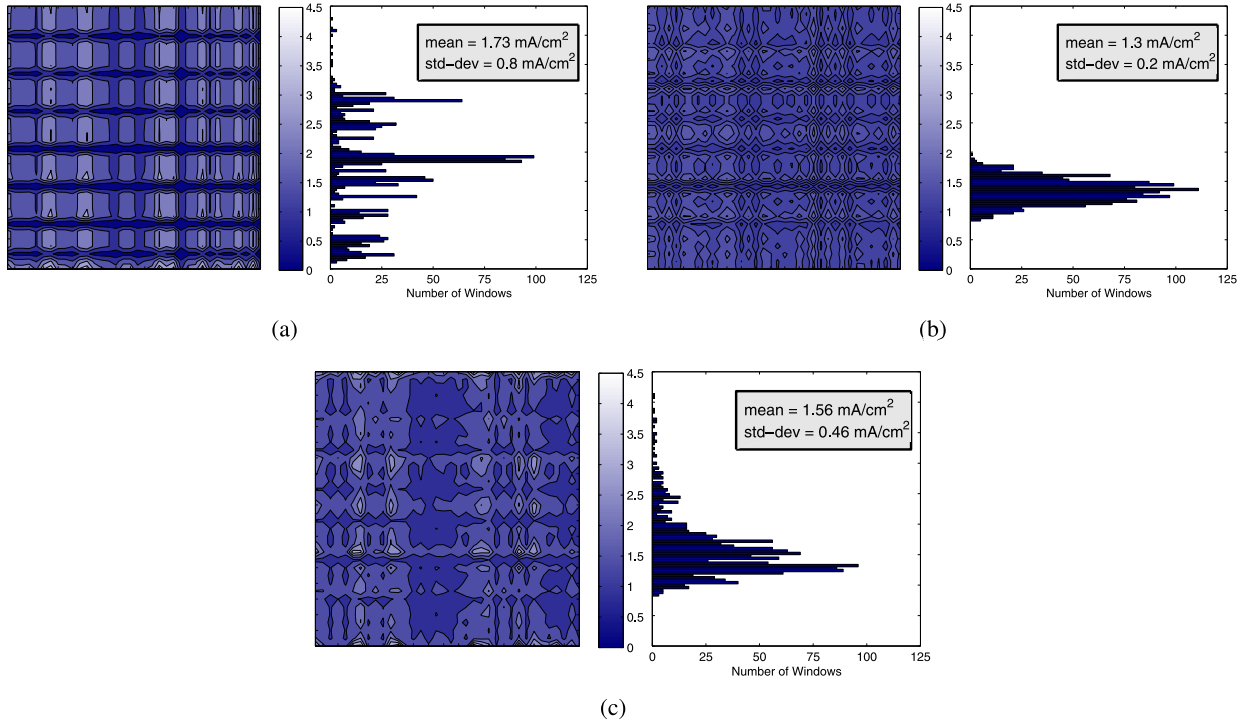 4.5
4
3.5
3
2.5
2
1.5
1
0.5
0
mean = 1.73 mA/cm²
std−dev = 0.8 mA/cm²
0 25 50 75 100 125
Number of Windows
(a)
4.5
4
3.5
3
2.5
2
1.5
1
0.5
0
mean = 1.3 mA/cm²
std−dev = 0.2 mA/cm²
0 25 50 75 100 125
Number of Windows
(b)
4.5
4
3.5
3
2.5
2
1.5
1
0.5
0
mean = 1.56 mA/cm²
std−dev = 0.46 mA/cm²
0 25 50 75 100 125
Number of Windows
(c)